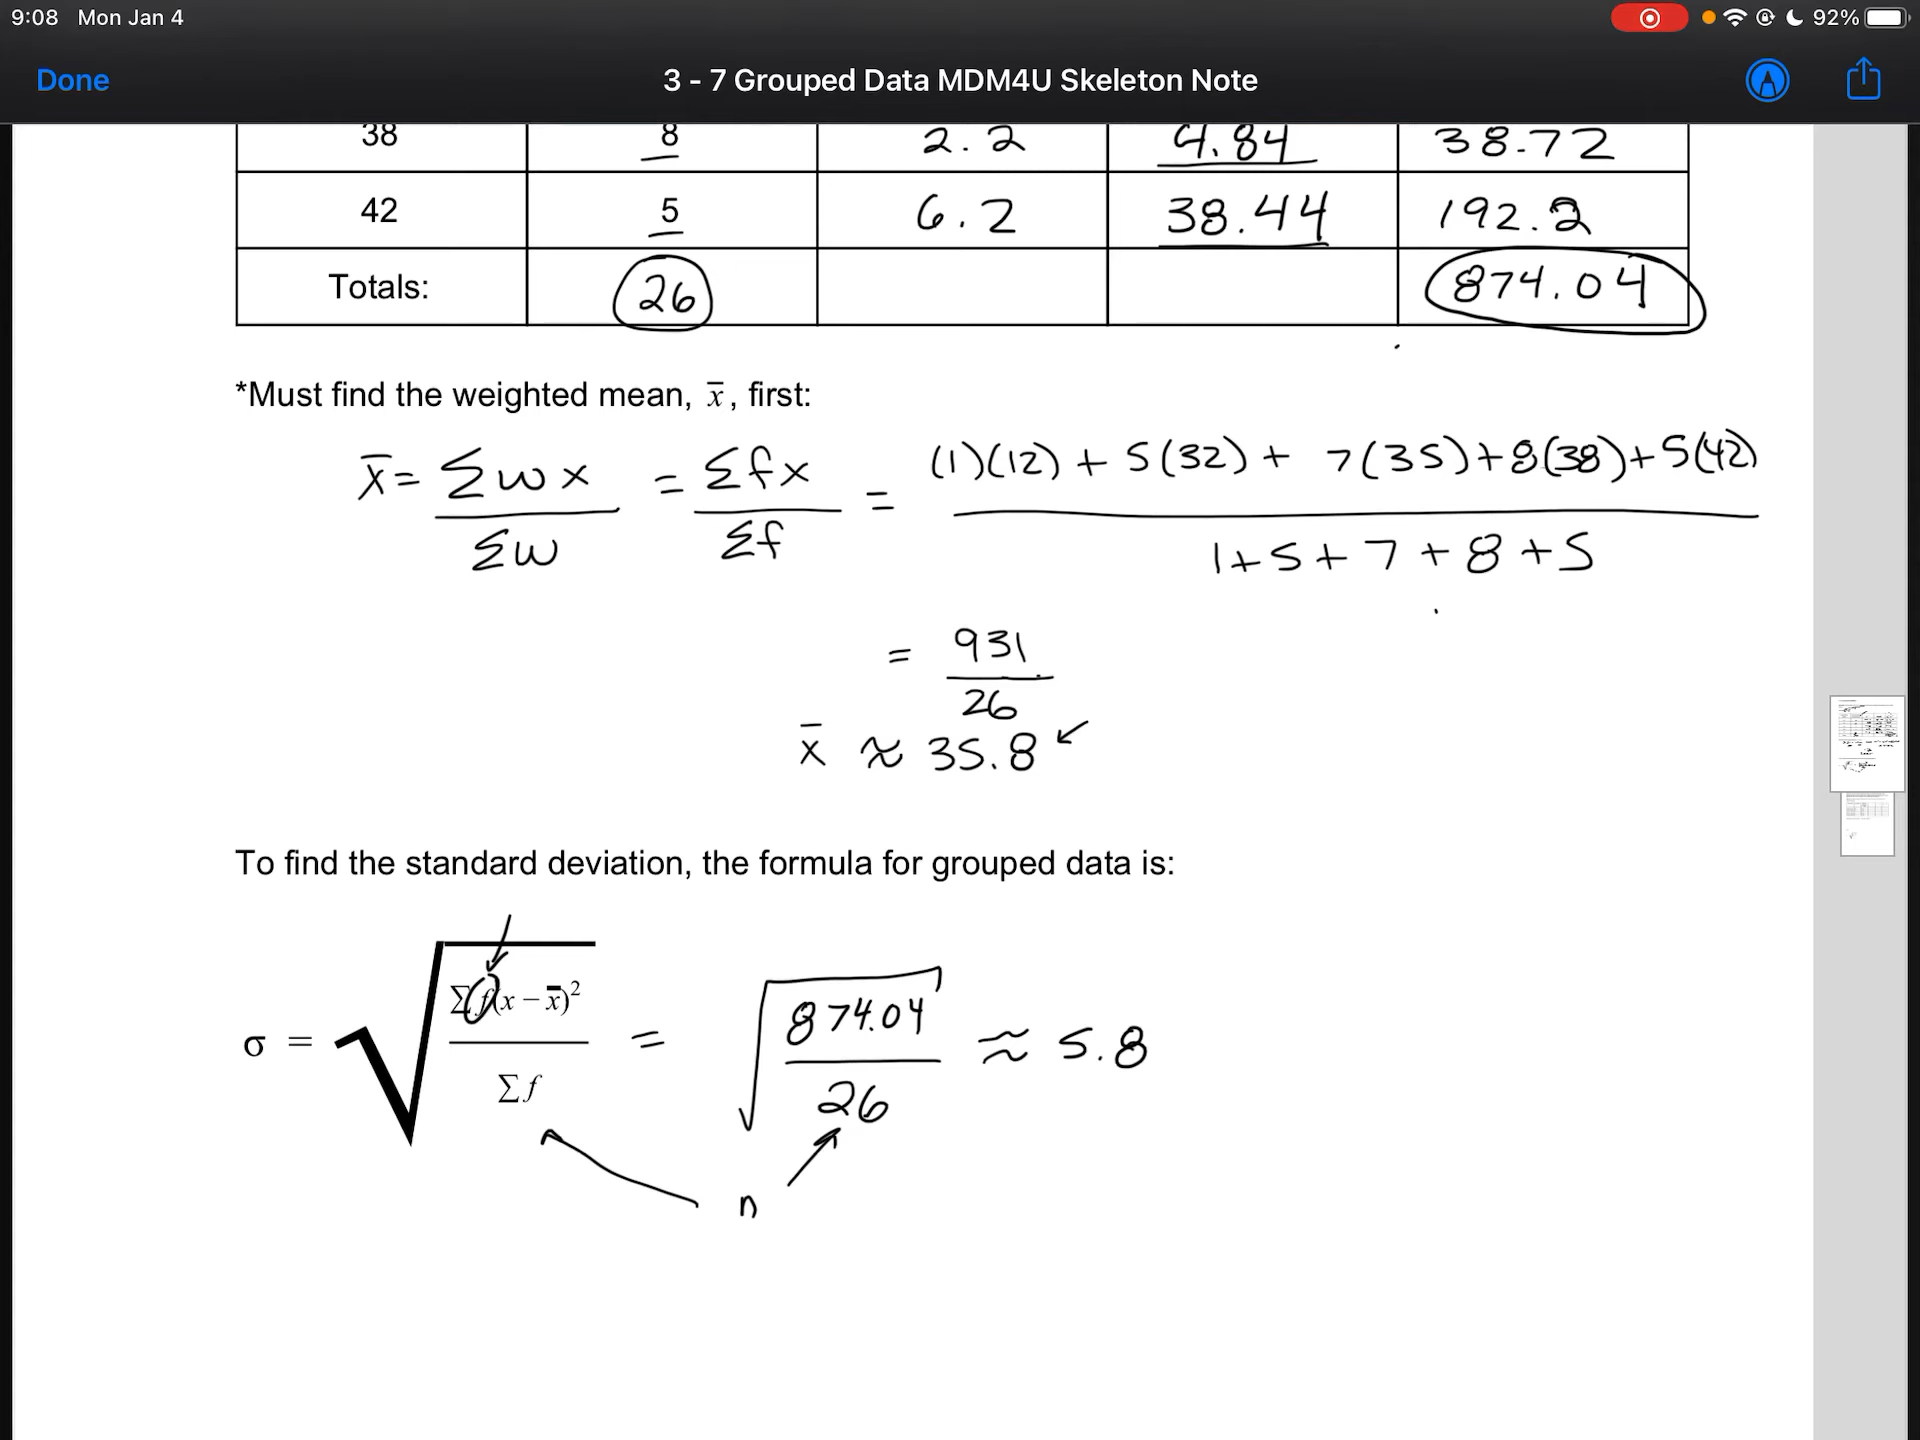 9:08 Mon Jan 4 92%
Done 3 - 7 Grouped Data MDM4U Skeleton Note
38 8 2.2 4.84 38.72
42 5 6.2 38.44 192.2
Totals: 26 874.04
*Must find the weighted mean, x̄, first:
x̄ = Σwx / Σw = Σfx / Σf = (1)(12) + 5(32) + 7(35) + 8(38) + 5(42) / 1+5+7+8+5
= 931 / 26
x̄ ≈ 35.8
To find the standard deviation, the formula for grouped data is:
σ = √(Σf(x − x̄)² / Σf) = √(874.04 / 26) ≈ 5.8
n